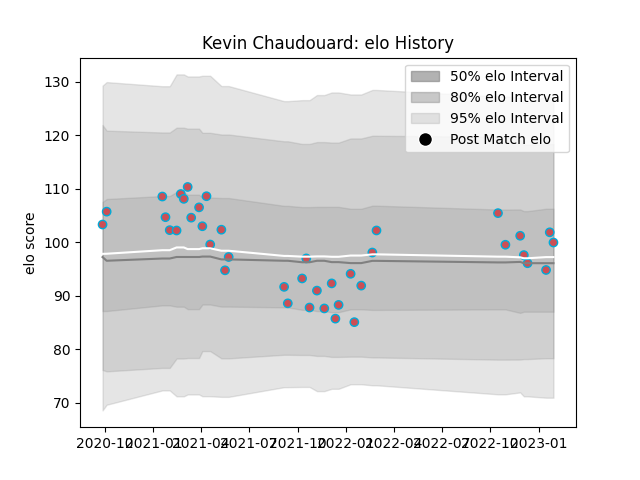 Kevin Chaudouard: elo History
50% elo Interval
80% elo Interval
95% elo Interval
Post Match elo
elo score
130
120
110
100
90
80
70
2020-10 2021-01 2021-04 2021-07 2021-10 2022-01 2022-04 2022-07 2022-10 2023-01